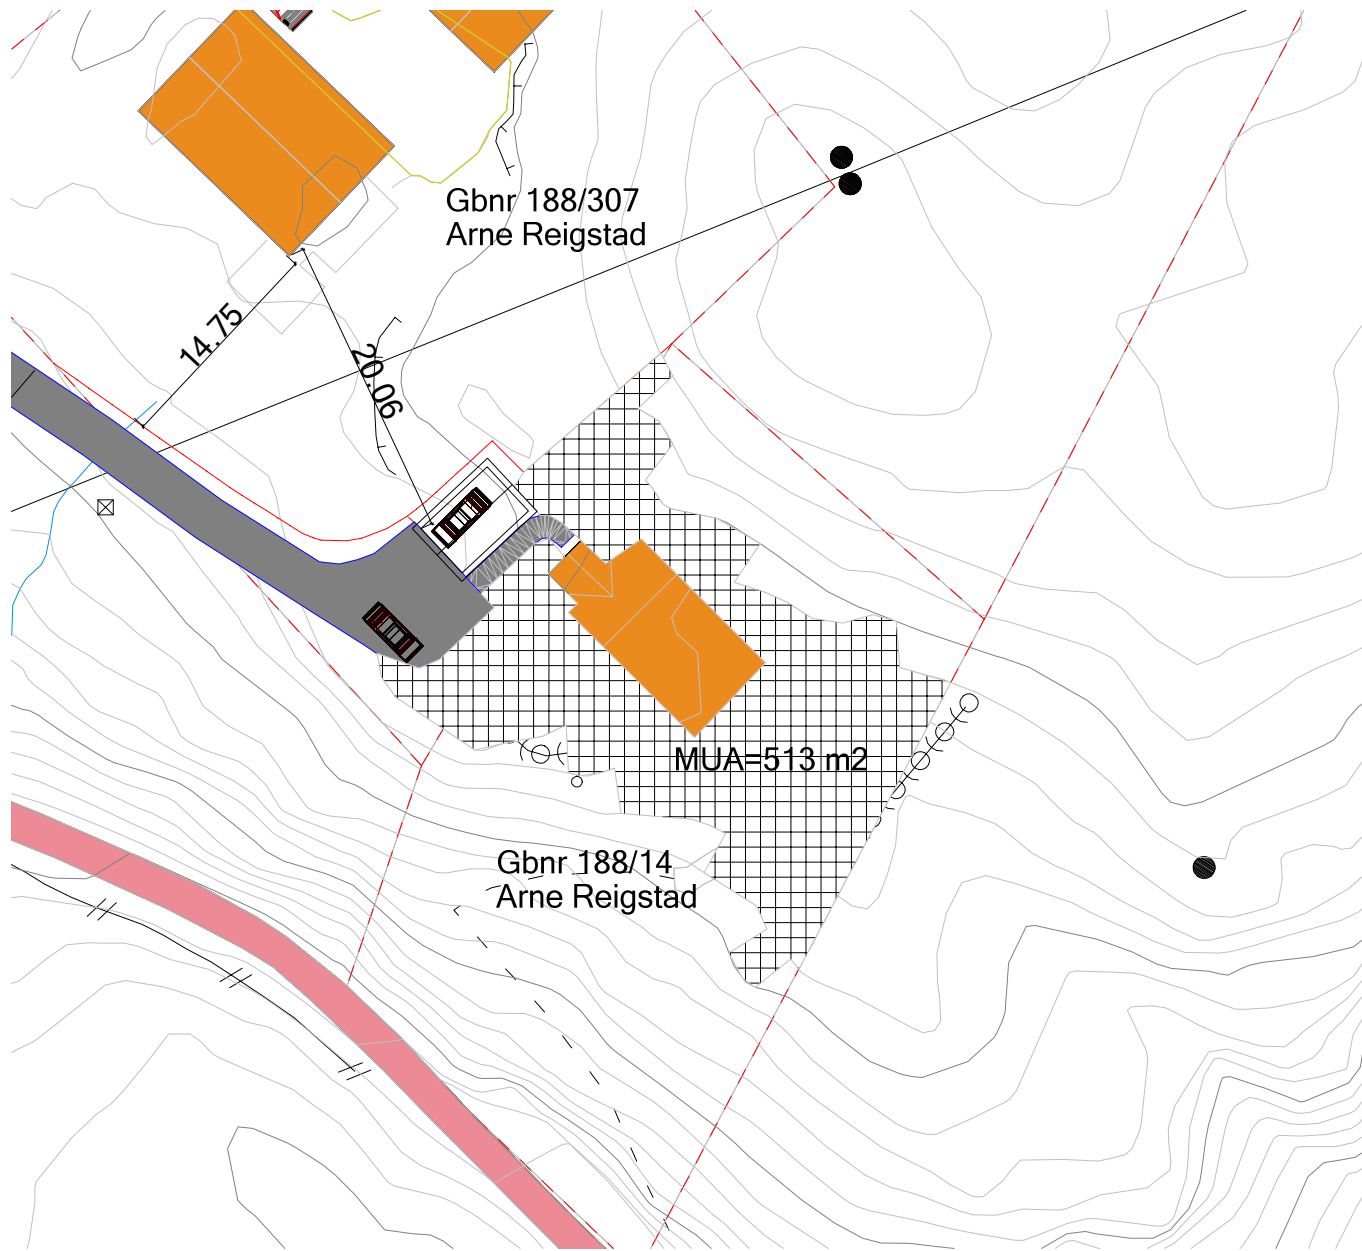 Gbnr 188/307
Arne Reigstad
14.75
20.06
MUA=513 m2
Gbnr 188/14
Arne Reigstad